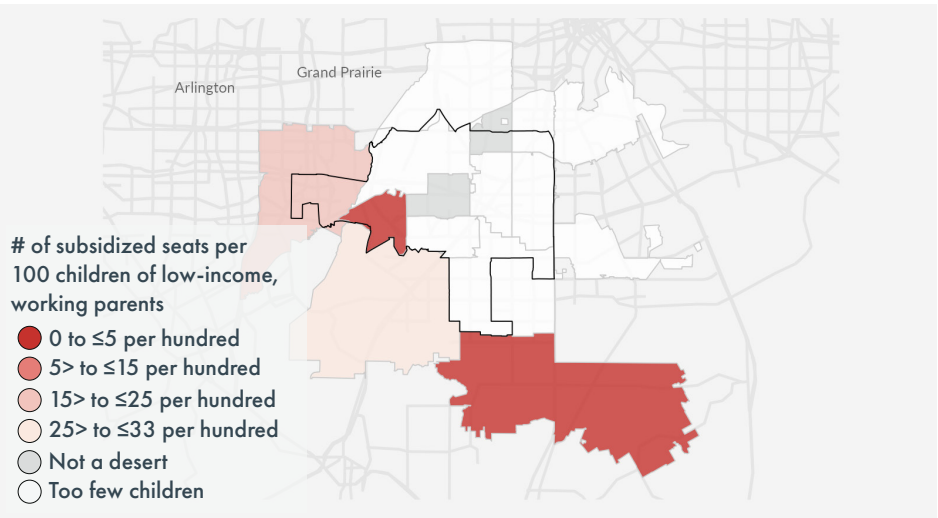 Grand Prairie
Arlington
# of subsidized seats per
100 children of low-income,
working parents
0 to ≤5 per hundred
5> to ≤15 per hundred
15> to ≤25 per hundred
25> to ≤33 per hundred
Not a desert
Too few children